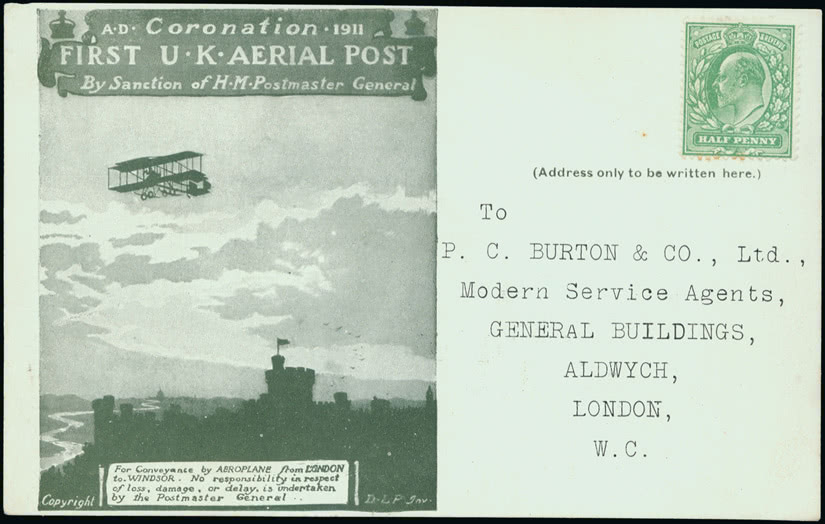 A·D· Coronation · 1911
FIRST U·K·AERIAL POST
By Sanction of H·M·Postmaster General
POSTAGE & REVENUE
HALF PENNY
(Address only to be written here.)
To
P. C. BURTON & CO., Ltd.,
Modern Service Agents,
GENERAL BUILDINGS,
ALDWYCH,
LONDON,
W.C.
For Conveyance by AEROPLANE from LONDON
to WINDSOR. No responsibility in respect
of loss, damage, or delay, is undertaken
by the Postmaster General ..
Copyright
D·L·P· Inv·